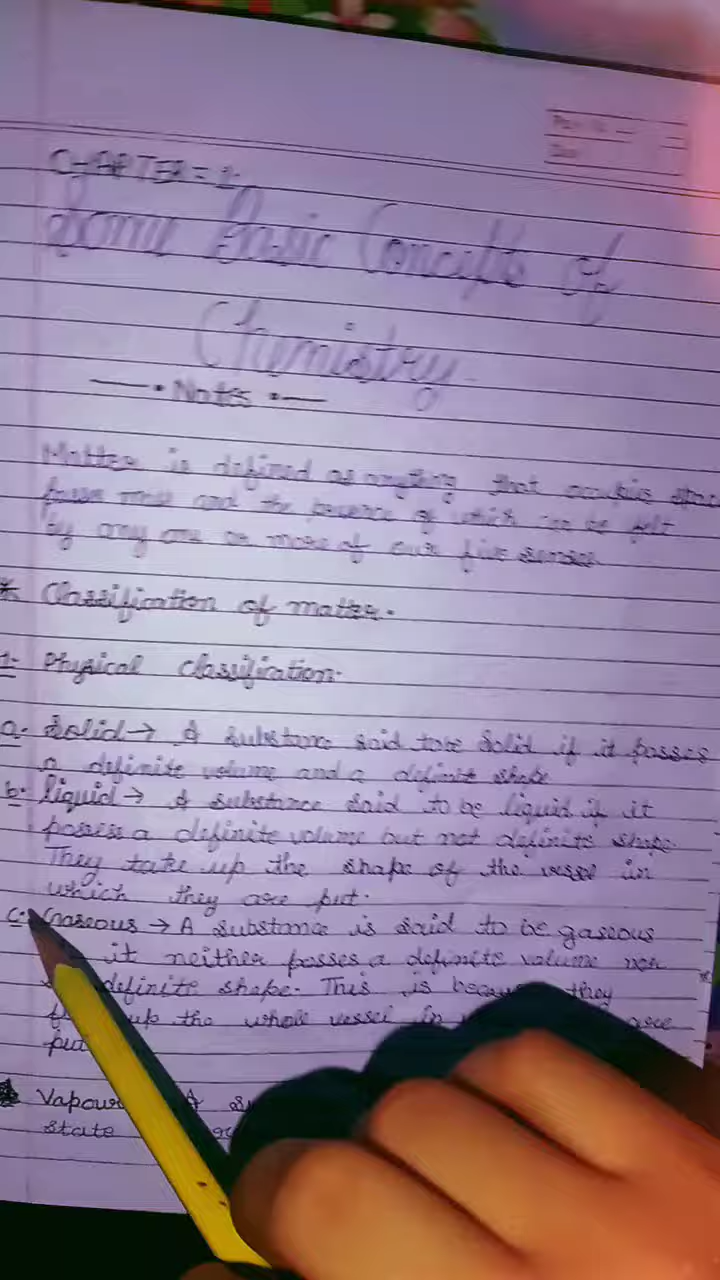 CHAPTER = 1
Some Basic Concepts of
Chemistry
Notes
Matter is defined as anything that occupies
and the of which can be felt
by any one or more of our five senses
* Classification of matter.
1- Physical classification.
a. Solid → A substance said to be solid if it posses
a definite volume and a definite shape
b. liquid → A substance said to be liquid if it
posses a definite volume but not definite shape
They take up the shape of the vessel in
which they are put.
c. Gaseous → A substance is said to be gaseous
it neither posses a definite volume nor
definite shape. This is because they
up the whole vessel in are
put
Vapour A
state